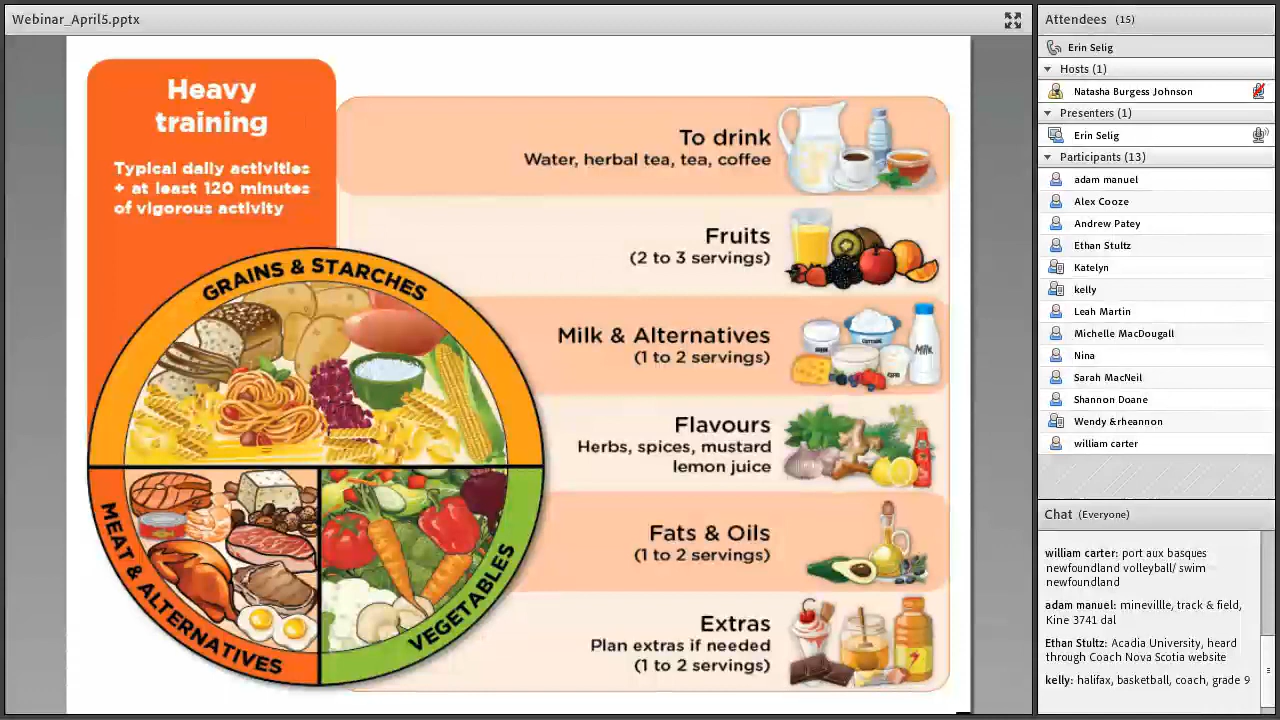 Webinar_April5.pptx
Heavy
training
Typical daily activities
+ at least 120 minutes
of vigorous activity
GRAINS & STARCHES
MEAT & ALTERNATIVES
VEGETABLES
To drink
Water, herbal tea, tea, coffee
Fruits
(2 to 3 servings)
Milk & Alternatives
(1 to 2 servings)
Milk
Flavours
Herbs, spices, mustard
lemon juice
Fats & Oils
(1 to 2 servings)
Extras
Plan extras if needed
(1 to 2 servings)
Attendees (15)
Erin Selig
Hosts (1)
Natasha Burgess Johnson
Presenters (1)
Erin Selig
Participants (13)
adam manuel
Alex Cooze
Andrew Patey
Ethan Stultz
Katelyn
kelly
Leah Martin
Michelle MacDougall
Nina
Sarah MacNeil
Shannon Doane
Wendy &rheannon
william carter
Chat (Everyone)
william carter: port aux basques
newfoundland volleyball/ swim
newfoundland
adam manuel: minevillle, track & field,
Kine 3741 dal
Ethan Stultz: Acadia University, heard
through Coach Nova Scotia website
kelly: halifax, basketball, coach, grade 9